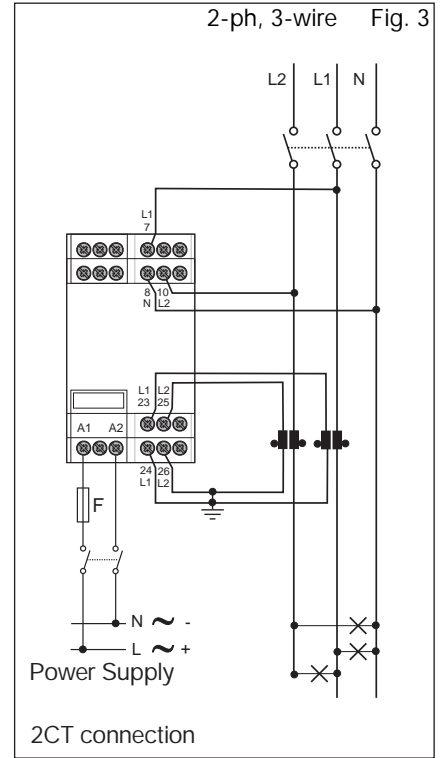 2-ph, 3-wire Fig. 3
L2 L1 N
L1
7
8 10
N L2
L1 L2
23 25
A1 A2
24 26
L1 L2
F
N ~ -
L ~ +
Power Supply
2CT connection